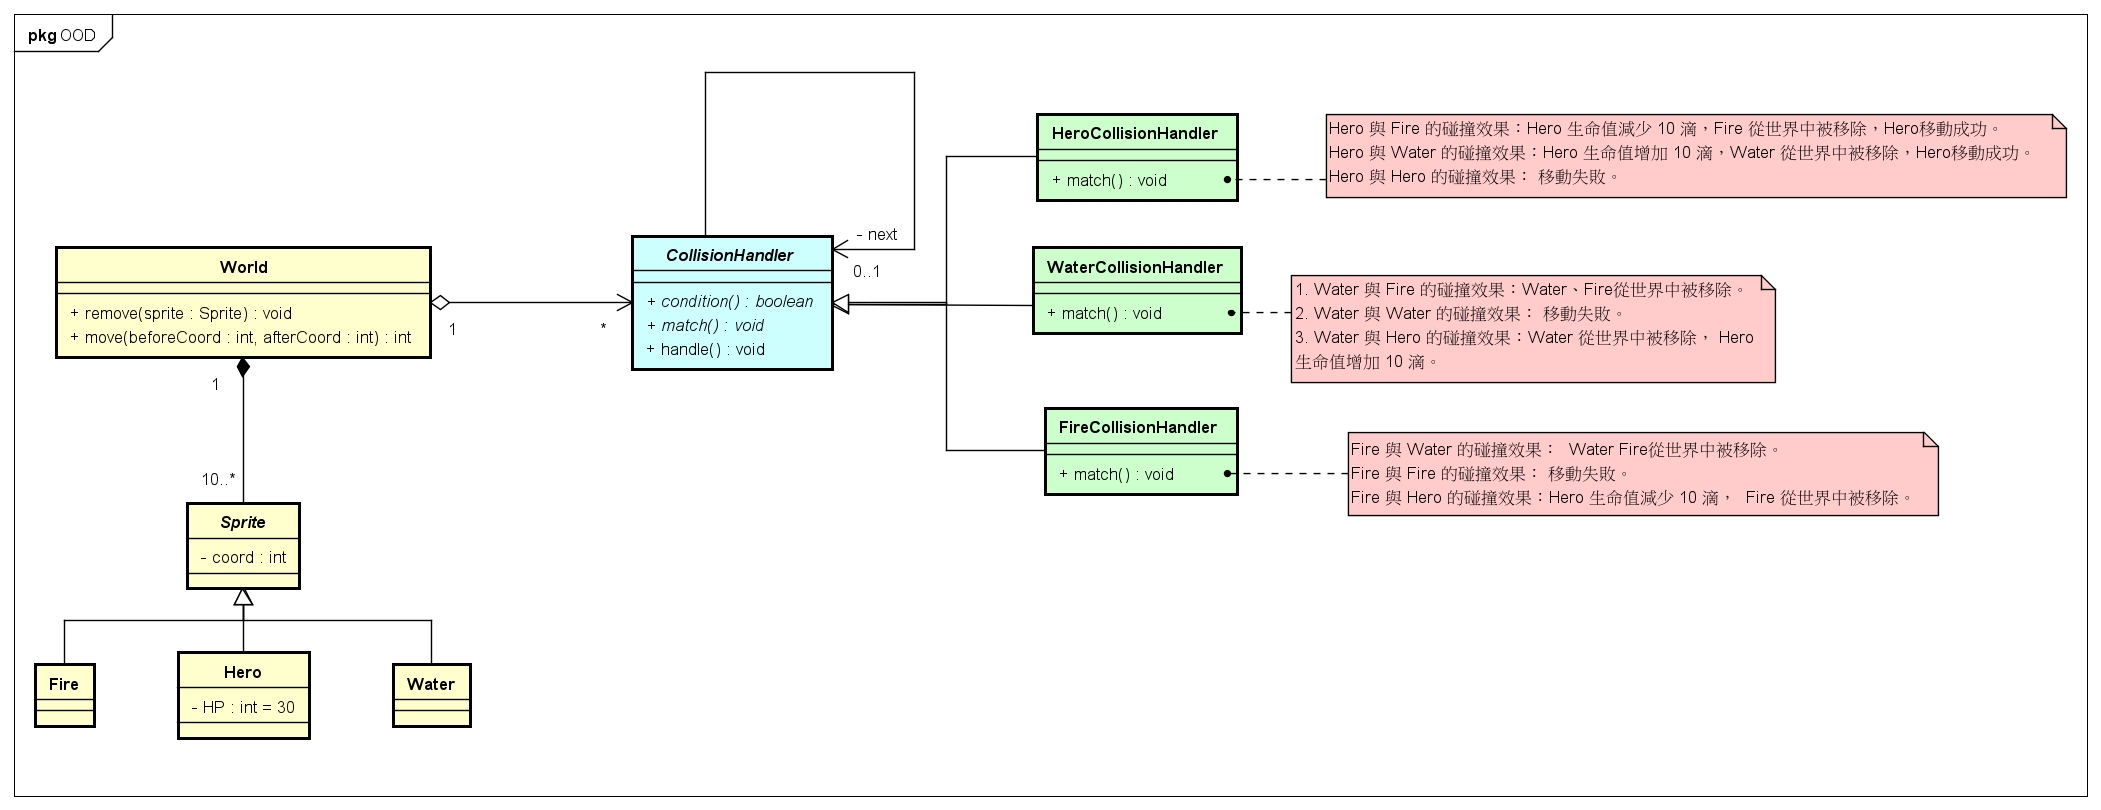 pkg OOD
World
+ remove(sprite : Sprite) : void
+ move(beforeCoord : int, afterCoord : int) : int
1
*
1
10..*
Sprite
- coord : int
Fire
Hero
- HP : int = 30
Water
CollisionHandler
+ condition() : boolean
+ match() : void
+ handle() : void
- next
0..1
HeroCollisionHandler
+ match() : void
Hero 與 Fire 的碰撞效果：Hero 生命值減少 10 滴，Fire 從世界中被移除，Hero移動成功。
Hero 與 Water 的碰撞效果：Hero 生命值增加 10 滴，Water 從世界中被移除，Hero移動成功。
Hero 與 Hero 的碰撞效果： 移動失敗。
WaterCollisionHandler
+ match() : void
1. Water 與 Fire 的碰撞效果：Water、Fire從世界中被移除。
2. Water 與 Water 的碰撞效果： 移動失敗。
3. Water 與 Hero 的碰撞效果：Water 從世界中被移除， Hero
生命值增加 10 滴。
FireCollisionHandler
+ match() : void
Fire 與 Water 的碰撞效果： Water Fire從世界中被移除。
Fire 與 Fire 的碰撞效果： 移動失敗。
Fire 與 Hero 的碰撞效果：Hero 生命值減少 10 滴， Fire 從世界中被移除。